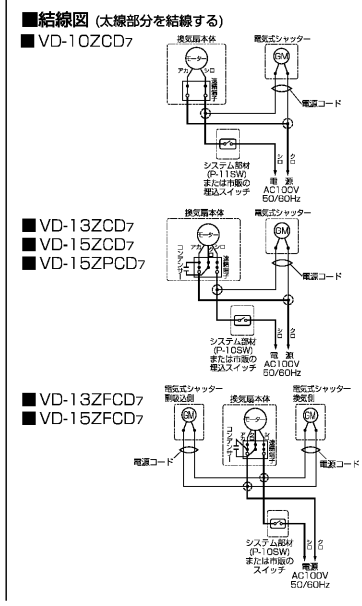 ■結線図 (太線部分を結線する)
■ VD-10ZCD7
換気扇本体
電気式シャッター
モーター
GM
アカ
シロ
速結端子
電源コード
システム部材
(P-11SW)
または市販の
埋込スイッチ
シロ
クロ
電 源
AC100V
50/60Hz
■ VD-13ZCD7
■ VD-15ZCD7
■ VD-15ZPCD7
換気扇本体
電気式シャッター
モーター
GM
アカ
シロ
コンデンサー
速結端子
電源コード
システム部材
(P-10SW)
または市販の
埋込スイッチ
シロ
クロ
電 源
AC100V
50/60Hz
■ VD-13ZFCD7
■ VD-15ZFCD7
電気式シャッター
給気側
換気扇本体
電気式シャッター
換気側
GM
モーター
GM
アカ
シロ
コンデンサー
速結端子
電源コード
電源コード
システム部材
(P-10SW)
または市販の
スイッチ
シロ
クロ
電源
AC100V
50/60Hz